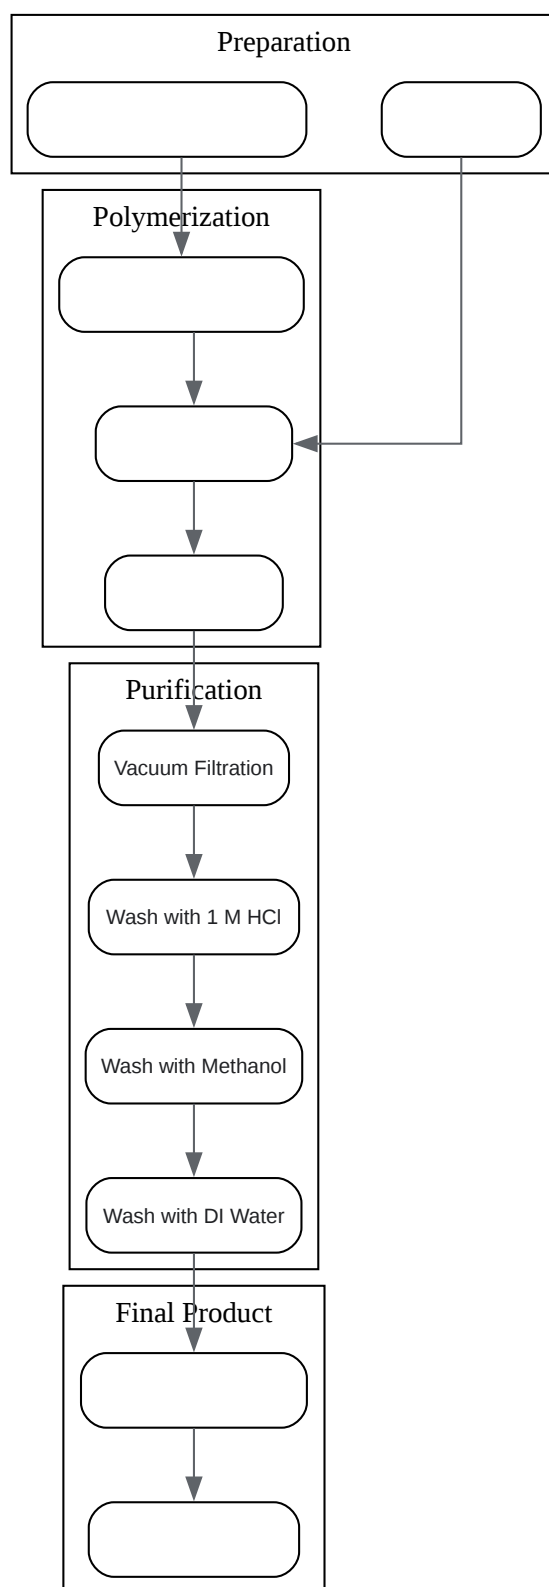 Preparation
Polymerization
Purification
Vacuum Filtration
Wash with 1 M HCl
Wash with Methanol
Wash with DI Water
Final Product